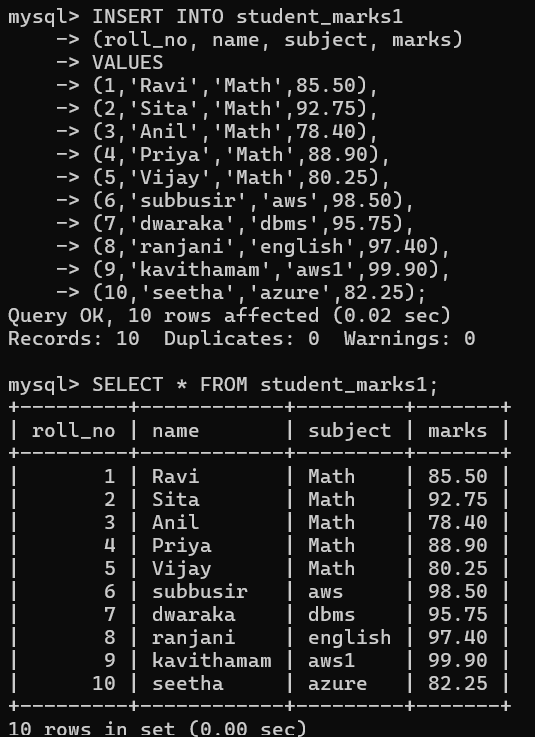 mysql> INSERT INTO student_marks1
    -> (roll_no, name, subject, marks)
    -> VALUES
    -> (1,'Ravi','Math',85.50),
    -> (2,'Sita','Math',92.75),
    -> (3,'Anil','Math',78.40),
    -> (4,'Priya','Math',88.90),
    -> (5,'Vijay','Math',80.25),
    -> (6,'subbusir','aws',98.50),
    -> (7,'dwaraka','dbms',95.75),
    -> (8,'ranjani','english',97.40),
    -> (9,'kavithamam','aws1',99.90),
    -> (10,'seetha','azure',82.25);
Query OK, 10 rows affected (0.02 sec)
Records: 10  Duplicates: 0  Warnings: 0

mysql> SELECT * FROM student_marks1;
+---------+------------+---------+-------+
| roll_no | name       | subject | marks |
+---------+------------+---------+-------+
|       1 | Ravi       | Math    | 85.50 |
|       2 | Sita       | Math    | 92.75 |
|       3 | Anil       | Math    | 78.40 |
|       4 | Priya      | Math    | 88.90 |
|       5 | Vijay      | Math    | 80.25 |
|       6 | subbusir   | aws     | 98.50 |
|       7 | dwaraka    | dbms    | 95.75 |
|       8 | ranjani    | english | 97.40 |
|       9 | kavithamam | aws1    | 99.90 |
|      10 | seetha     | azure   | 82.25 |
+---------+------------+---------+-------+
10 rows in set (0.00 sec)